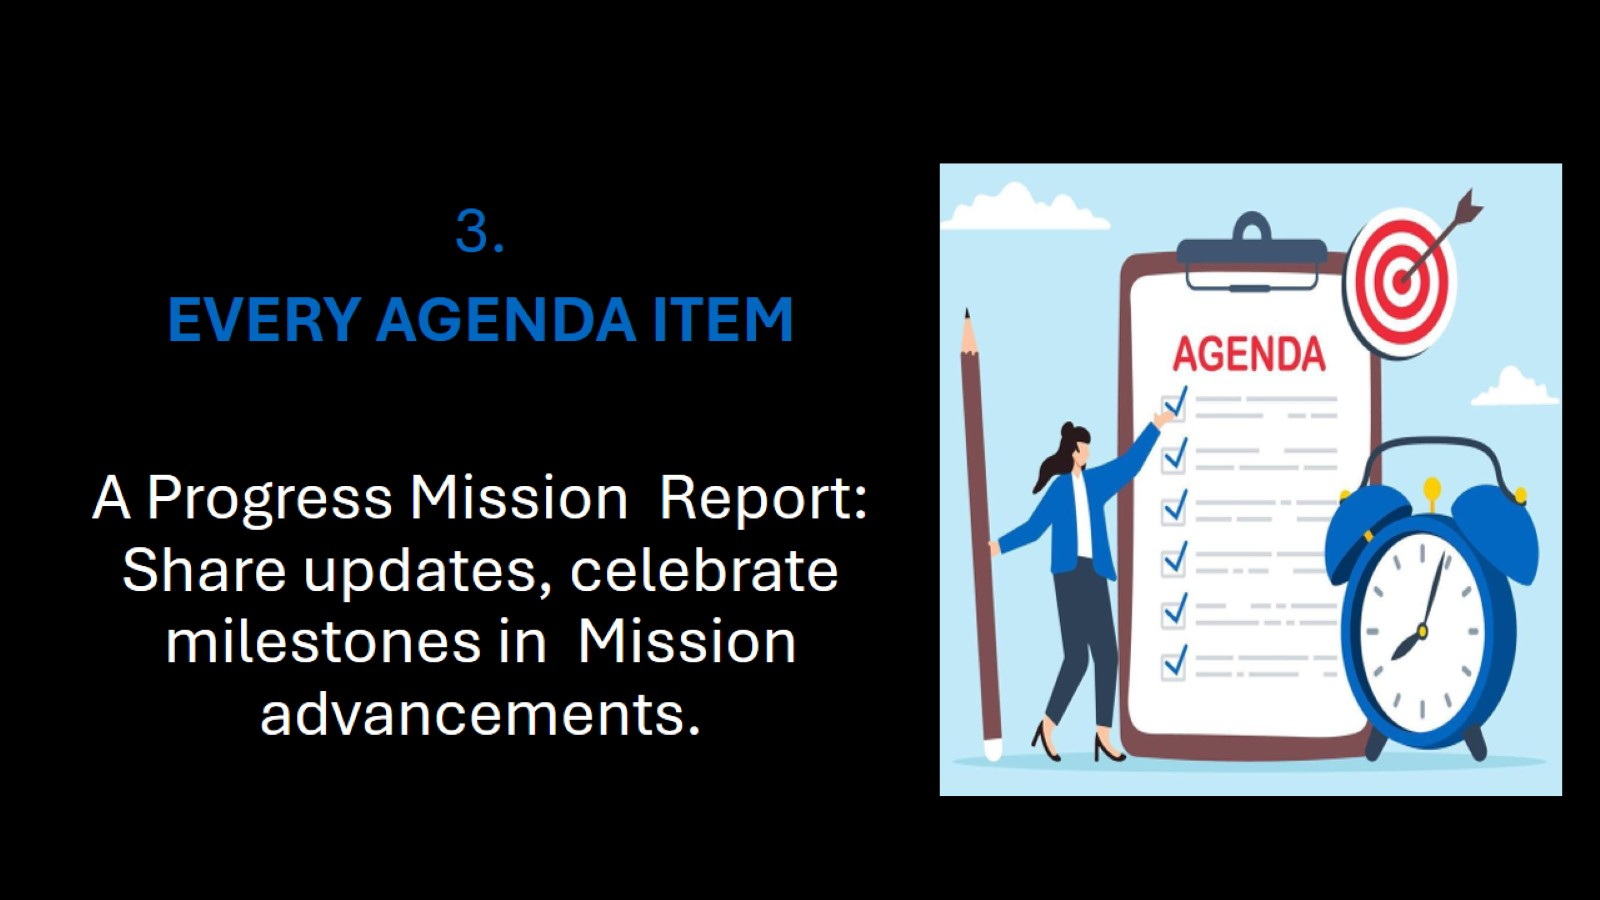 3.
EVERY AGENDA ITEM
A Progress Mission  Report:
Share updates, celebrate
milestones in  Mission
advancements.
AGENDA